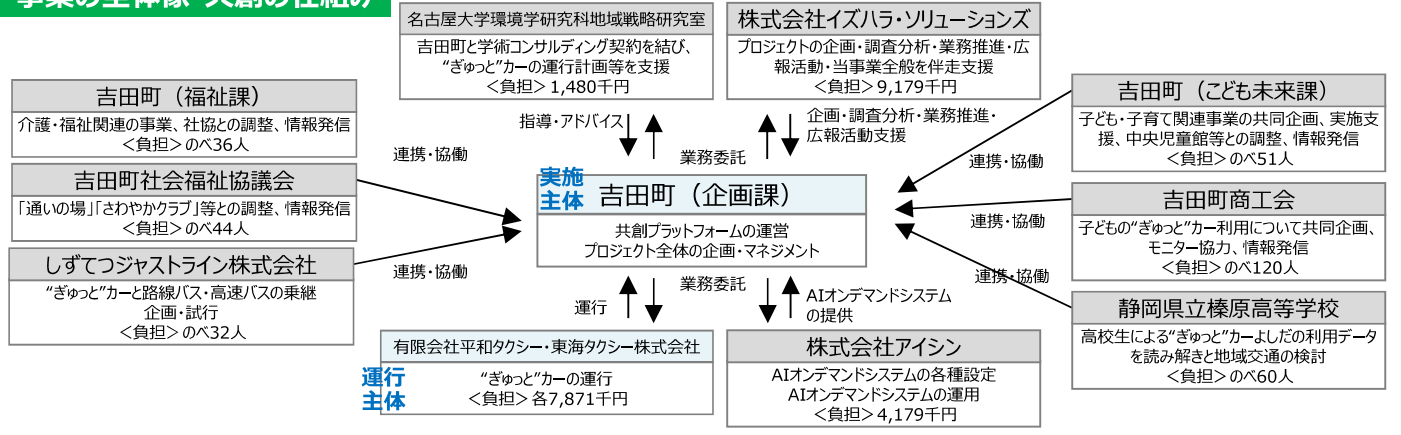 事業の全体像・共創の仕組み
名古屋大学環境学研究科地域戦略研究室
吉田町と学術コンサルディング契約を結び、
“ぎゅっと”カーの運行計画等を支援
＜負担＞1,480千円
株式会社イズハラ・ソリューションズ
プロジェクトの企画・調査分析・業務推進・広
報活動・当事業全般を伴走支援
＜負担＞9,179千円
吉田町（福祉課）
介護・福祉関連の事業、社協との調整、情報発信
＜負担＞のべ36人
吉田町社会福祉協議会
「通いの場」「さわやかクラブ」等との調整、情報発信
＜負担＞のべ44人
しずてつジャストライン株式会社
“ぎゅっと”カーと路線バス・高速バスの乗継
企画・試行
＜負担＞のべ32人
連携・協働
連携・協働
指導・アドバイス
業務委託
企画・調査分析・業務推進・
広報活動支援
実施
主体
吉田町（企画課）
共創プラットフォームの運営
プロジェクト全体の企画・マネジメント
運行
業務委託
AIオンデマンドシステム
の提供
運行
主体
有限会社平和タクシー・東海タクシー株式会社
“ぎゅっと”カーの運行
＜負担＞各7,871千円
株式会社アイシン
AIオンデマンドシステムの各種設定
AIオンデマンドシステムの運用
＜負担＞4,179千円
連携・協働
連携・協働
連携・協働
吉田町（こども未来課）
子ども・子育て関連事業の共同企画、実施支
援、中央児童館等との調整、情報発信
＜負担＞のべ51人
吉田町商工会
子どもの“ぎゅっと”カー利用について共同企画、
モニター協力、情報発信
＜負担＞のべ120人
静岡県立榛原高等学校
高校生による“ぎゅっと”カーよしだの利用データ
を読み解きと地域交通の検討
＜負担＞のべ60人